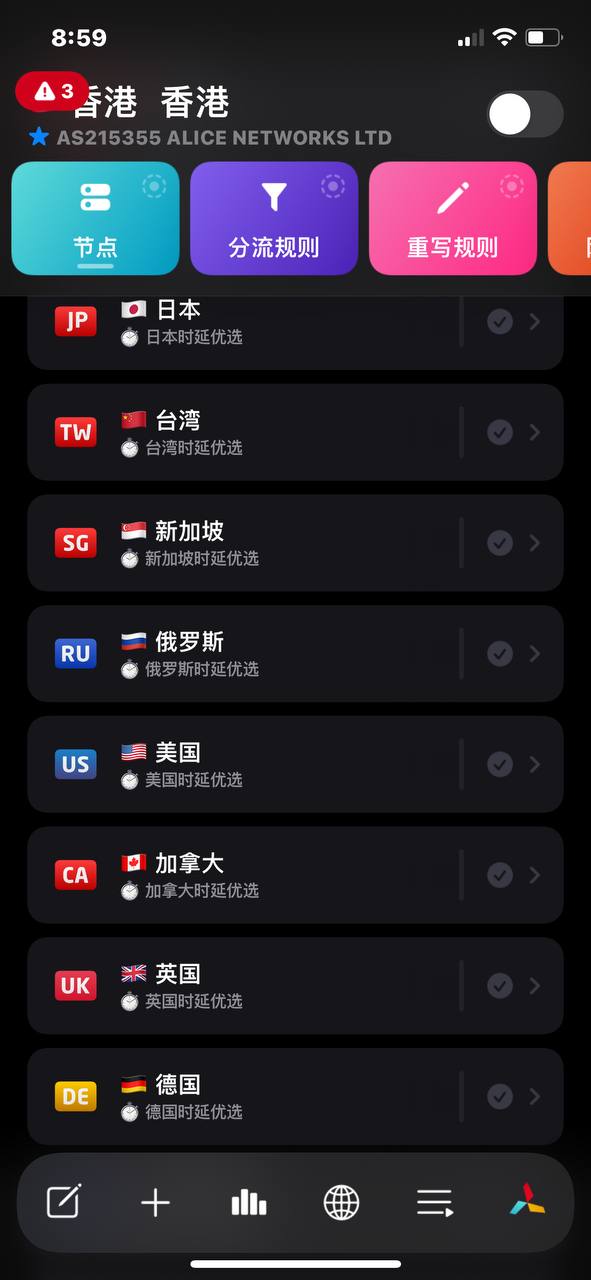 8:59
3
香港 香港
AS215355 ALICE NETWORKS LTD
节点
分流规则
重写规则
JP
日本
日本时延优选
TW
台湾
台湾时延优选
SG
新加坡
新加坡时延优选
RU
俄罗斯
俄罗斯时延优选
US
美国
美国时延优选
CA
加拿大
加拿大时延优选
UK
英国
英国时延优选
DE
德国
德国时延优选